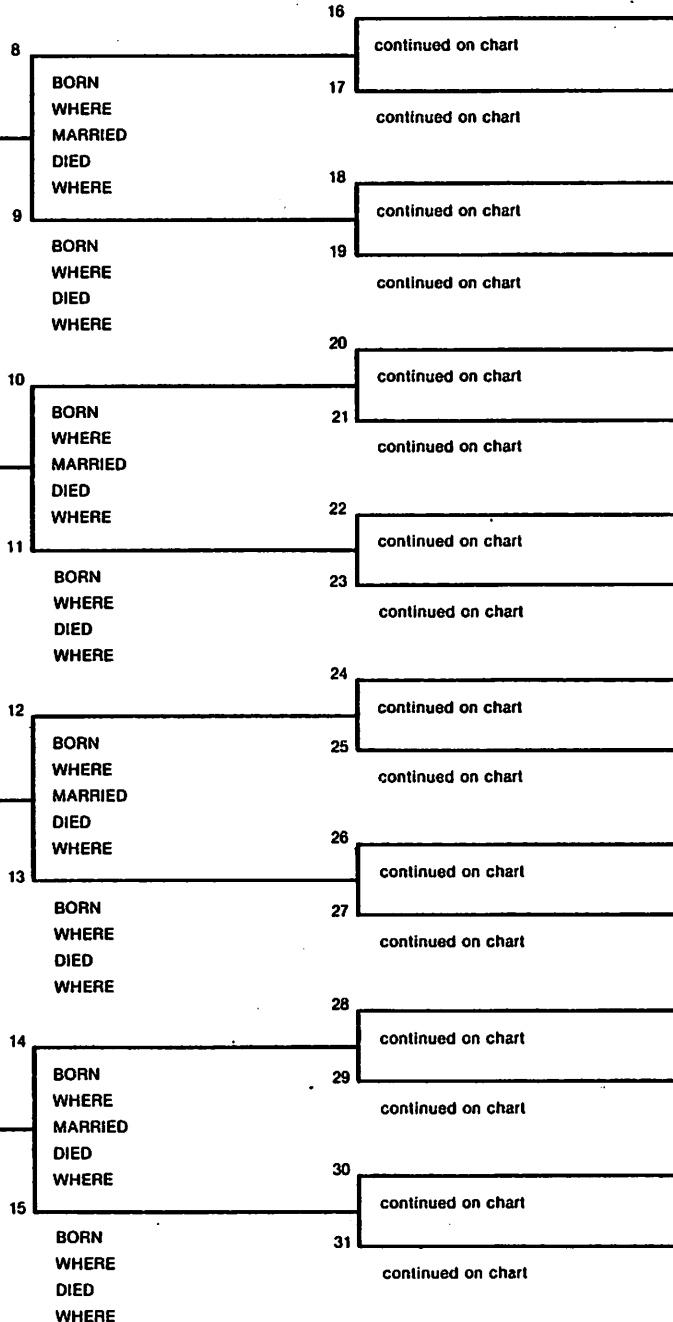 16
continued on chart
8
BORN
17
WHERE
continued on chart
MARRIED
DIED
WHERE
18
9
continued on chart
BORN
19
WHERE
continued on chart
DIED
WHERE
20
10
continued on chart
BORN
21
WHERE
continued on chart
MARRIED
DIED
WHERE
22
11
continued on chart
BORN
23
WHERE
continued on chart
DIED
WHERE
24
12
continued on chart
BORN
25
WHERE
continued on chart
MARRIED
DIED
WHERE
26
13
continued on chart
BORN
27
WHERE
continued on chart
DIED
WHERE
28
14
continued on chart
BORN
29
WHERE
continued on chart
MARRIED
DIED
WHERE
30
15
continued on chart
BORN
31
WHERE
continued on chart
DIED
WHERE